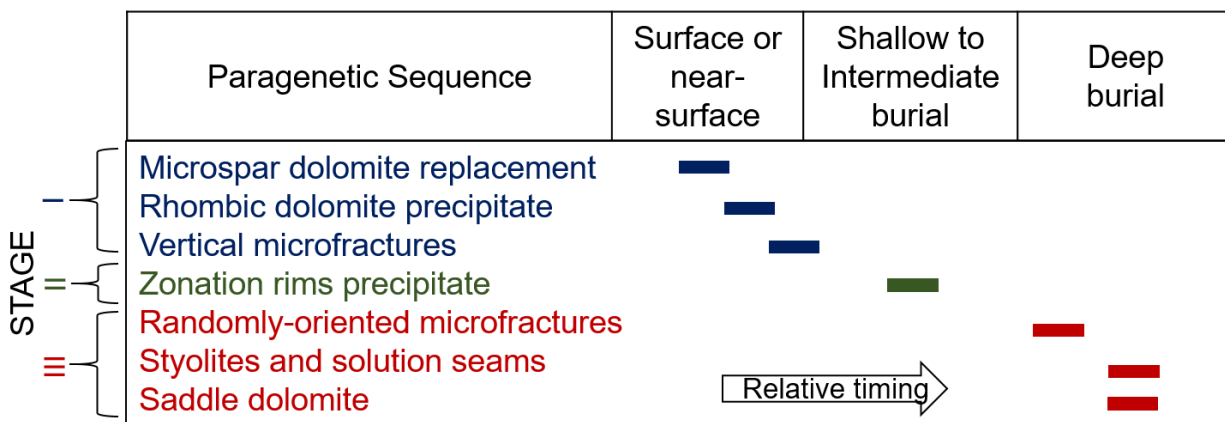 Paragenetic Sequence
Surface or
near-
surface
Shallow to
Intermediate
burial
Deep
burial
STAGE
I
Microspar dolomite replacement
Rhombic dolomite precipitate
Vertical microfractures
II
Zonation rims precipitate
III
Randomly-oriented microfractures
Styolites and solution seams
Saddle dolomite
Relative timing